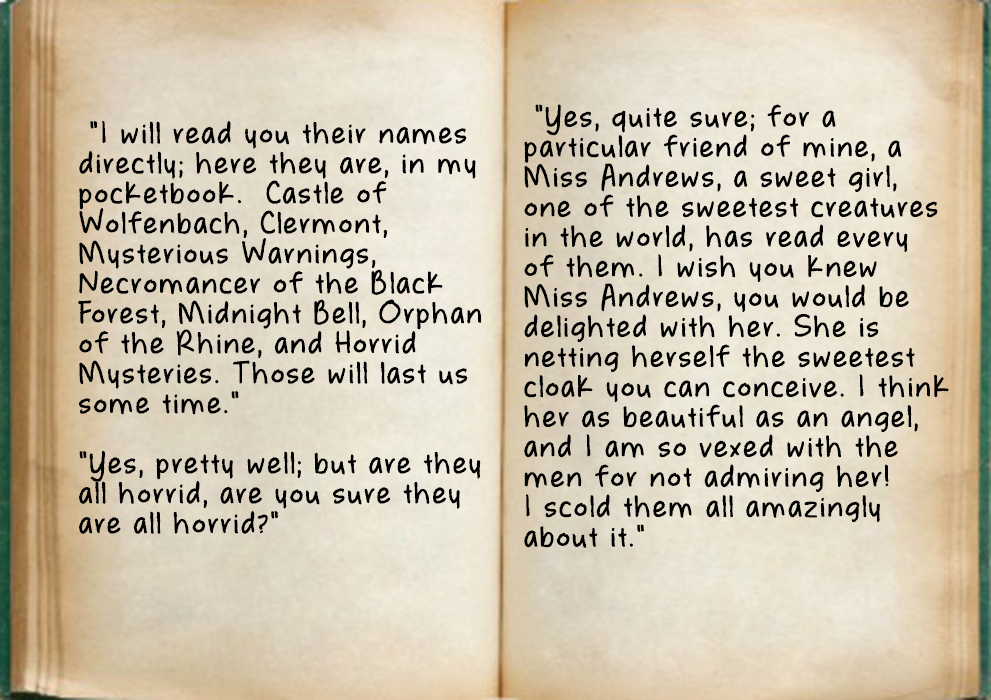 "I will read you their names
directly; here they are, in my
pocketbook.  Castle of
Wolfenbach, Clermont,
Mysterious Warnings,
Necromancer of the Black
Forest, Midnight Bell, Orphan
of the Rhine, and Horrid
Mysteries. Those will last us
some time."
"Yes, pretty well; but are they
all horrid, are you sure they
are all horrid?"
"Yes, quite sure; for a
particular friend of mine, a
Miss Andrews, a sweet girl,
one of the sweetest creatures
in the world, has read every
of them. I wish you knew
Miss Andrews, you would be
delighted with her. She is
netting herself the sweetest
cloak you can conceive. I think
her as beautiful as an angel,
and I am so vexed with the
men for not admiring her!
I scold them all amazingly
about it."